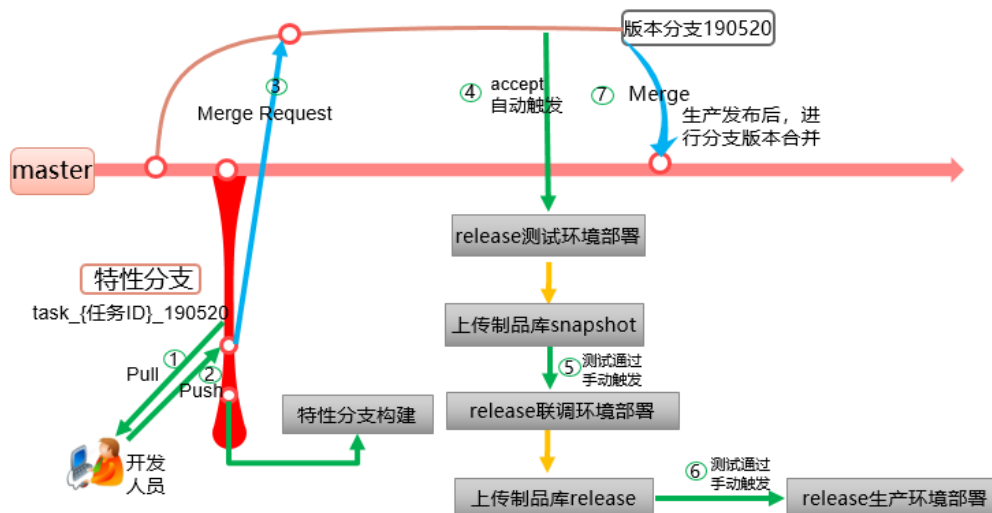 版本分支190520
③
Merge Request
④
accept
自动触发
⑦
Merge
生产发布后，进
行分支版本合并
master
release测试环境部署
特性分支
task_{任务ID}_190520
上传制品库snapshot
①
Pull
②
Push
⑤
测试通过
手动触发
特性分支构建
release联调环境部署
开发
人员
上传制品库release
⑥
测试通过
手动触发
release生产环境部署